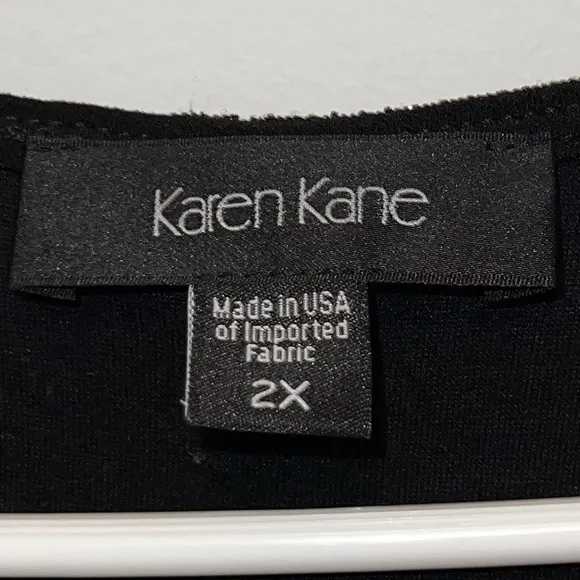 Karen Kane
Made in USA
of Imported
Fabric
2X